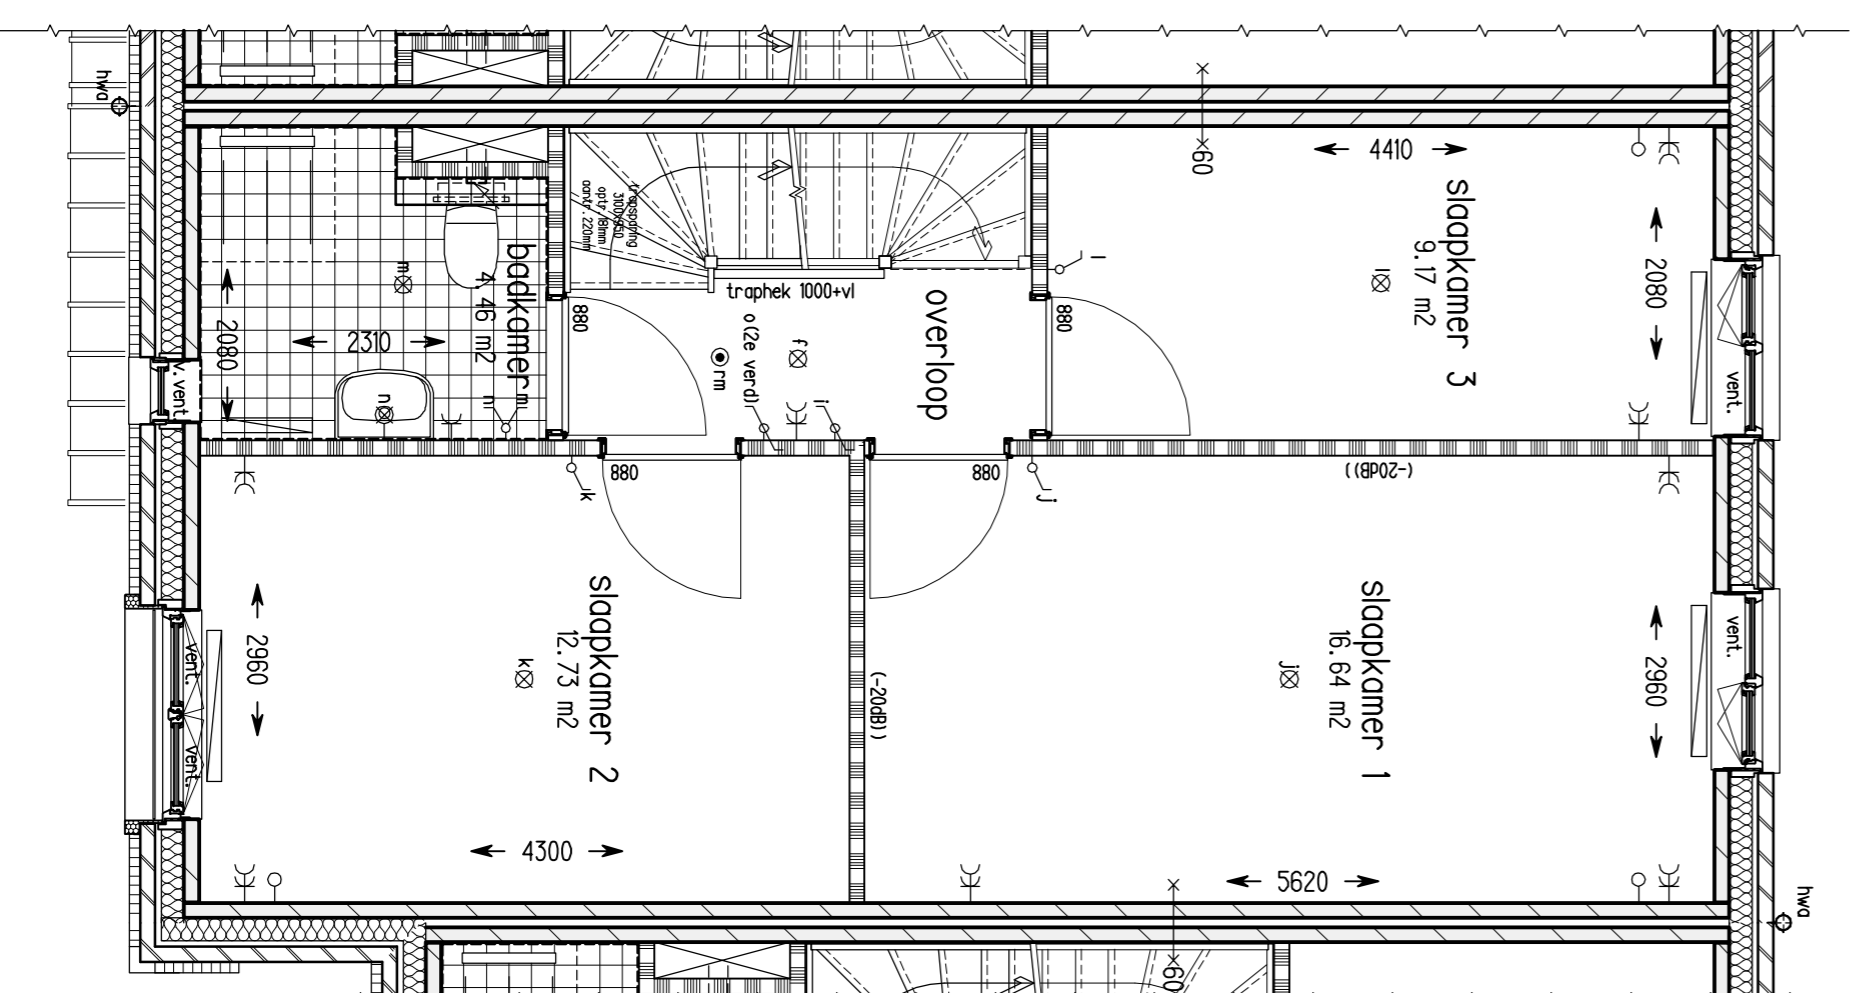 hwa
60
4410
slaapkamer 3
9.17 m2
2080
vent.
l
l
trapsparing
3100x950
optr. 181mm
aantr. 220mm
traphek 1000+vl
overloop
880
880
badkamer
4.46 m2
m
2310
2080
v.vent
n
n
m
rm
o(2e verd)
f
i
880
k
880
j
(-20dB))
slaapkamer 2
12.73 m2
k
2960
vent.
vent.
4300
(-20dB))
slaapkamer 1
16.64 m2
j
2960
vent.
5620
hwa
60